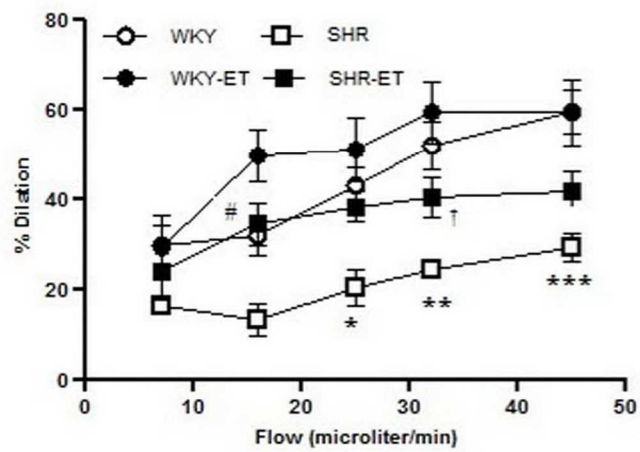 80
WKY SHR
WKY-ET SHR-ET
60
% Dilation
40
#
↑
20
* ** ***
0
0 10 20 30 40 50
Flow (microliter/min)